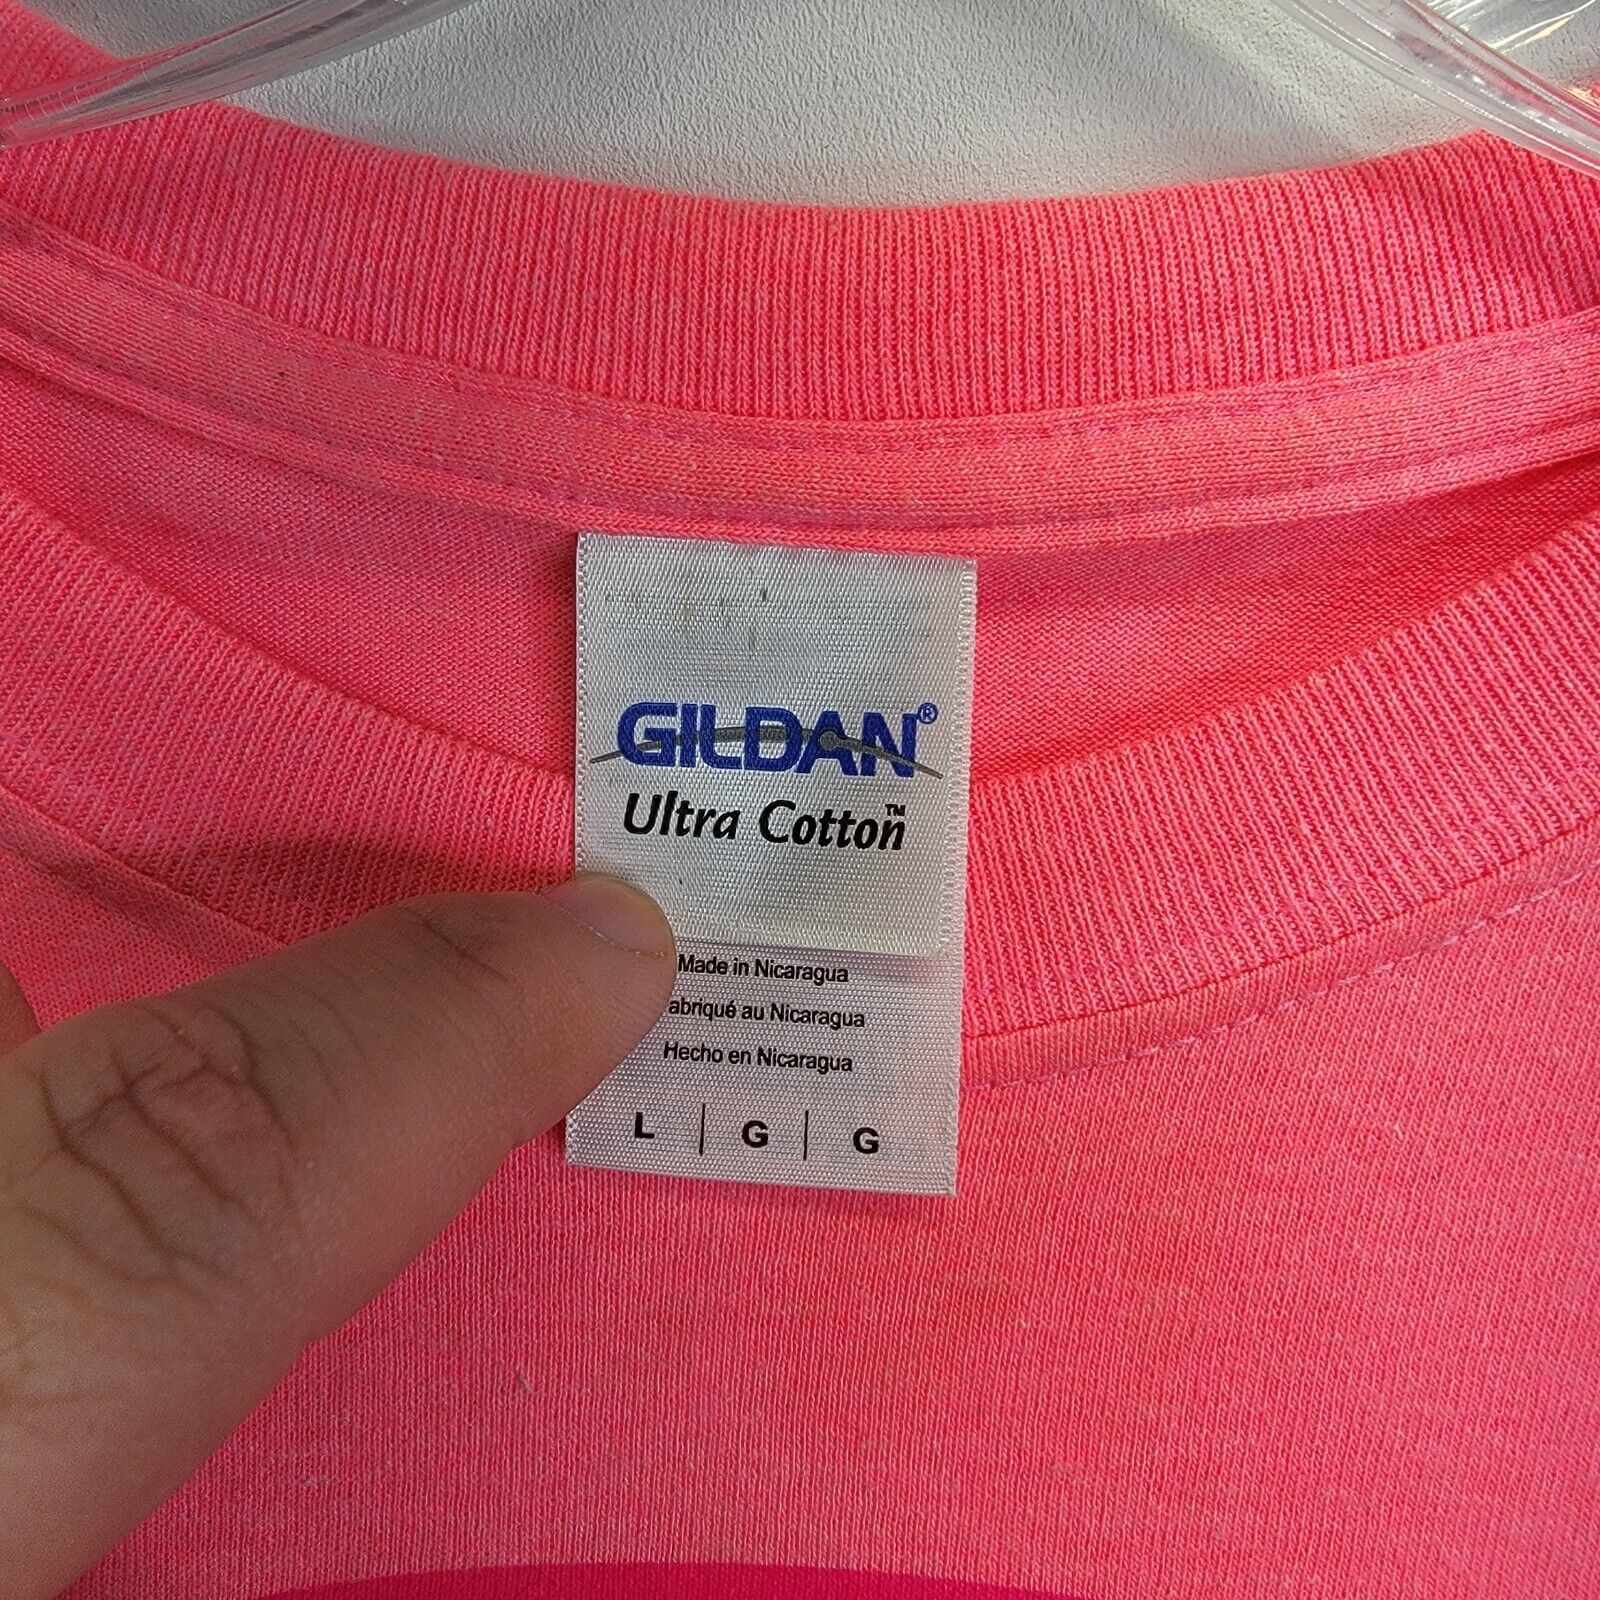 GILDAN®
Ultra Cotton™
Made in Nicaragua
abriqué au Nicaragua
Hecho en Nicaragua
L | G | G